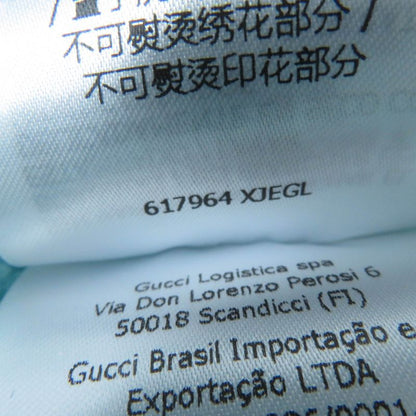 不可熨烫绣花部分 /
不可熨烫印花部分
617964 XJEGL
Gucci Logistica spa
Via Don Lorenzo Perosi 6
50018 Scandicci (FI)
Gucci Brasil Importação e
Exportação LTDA